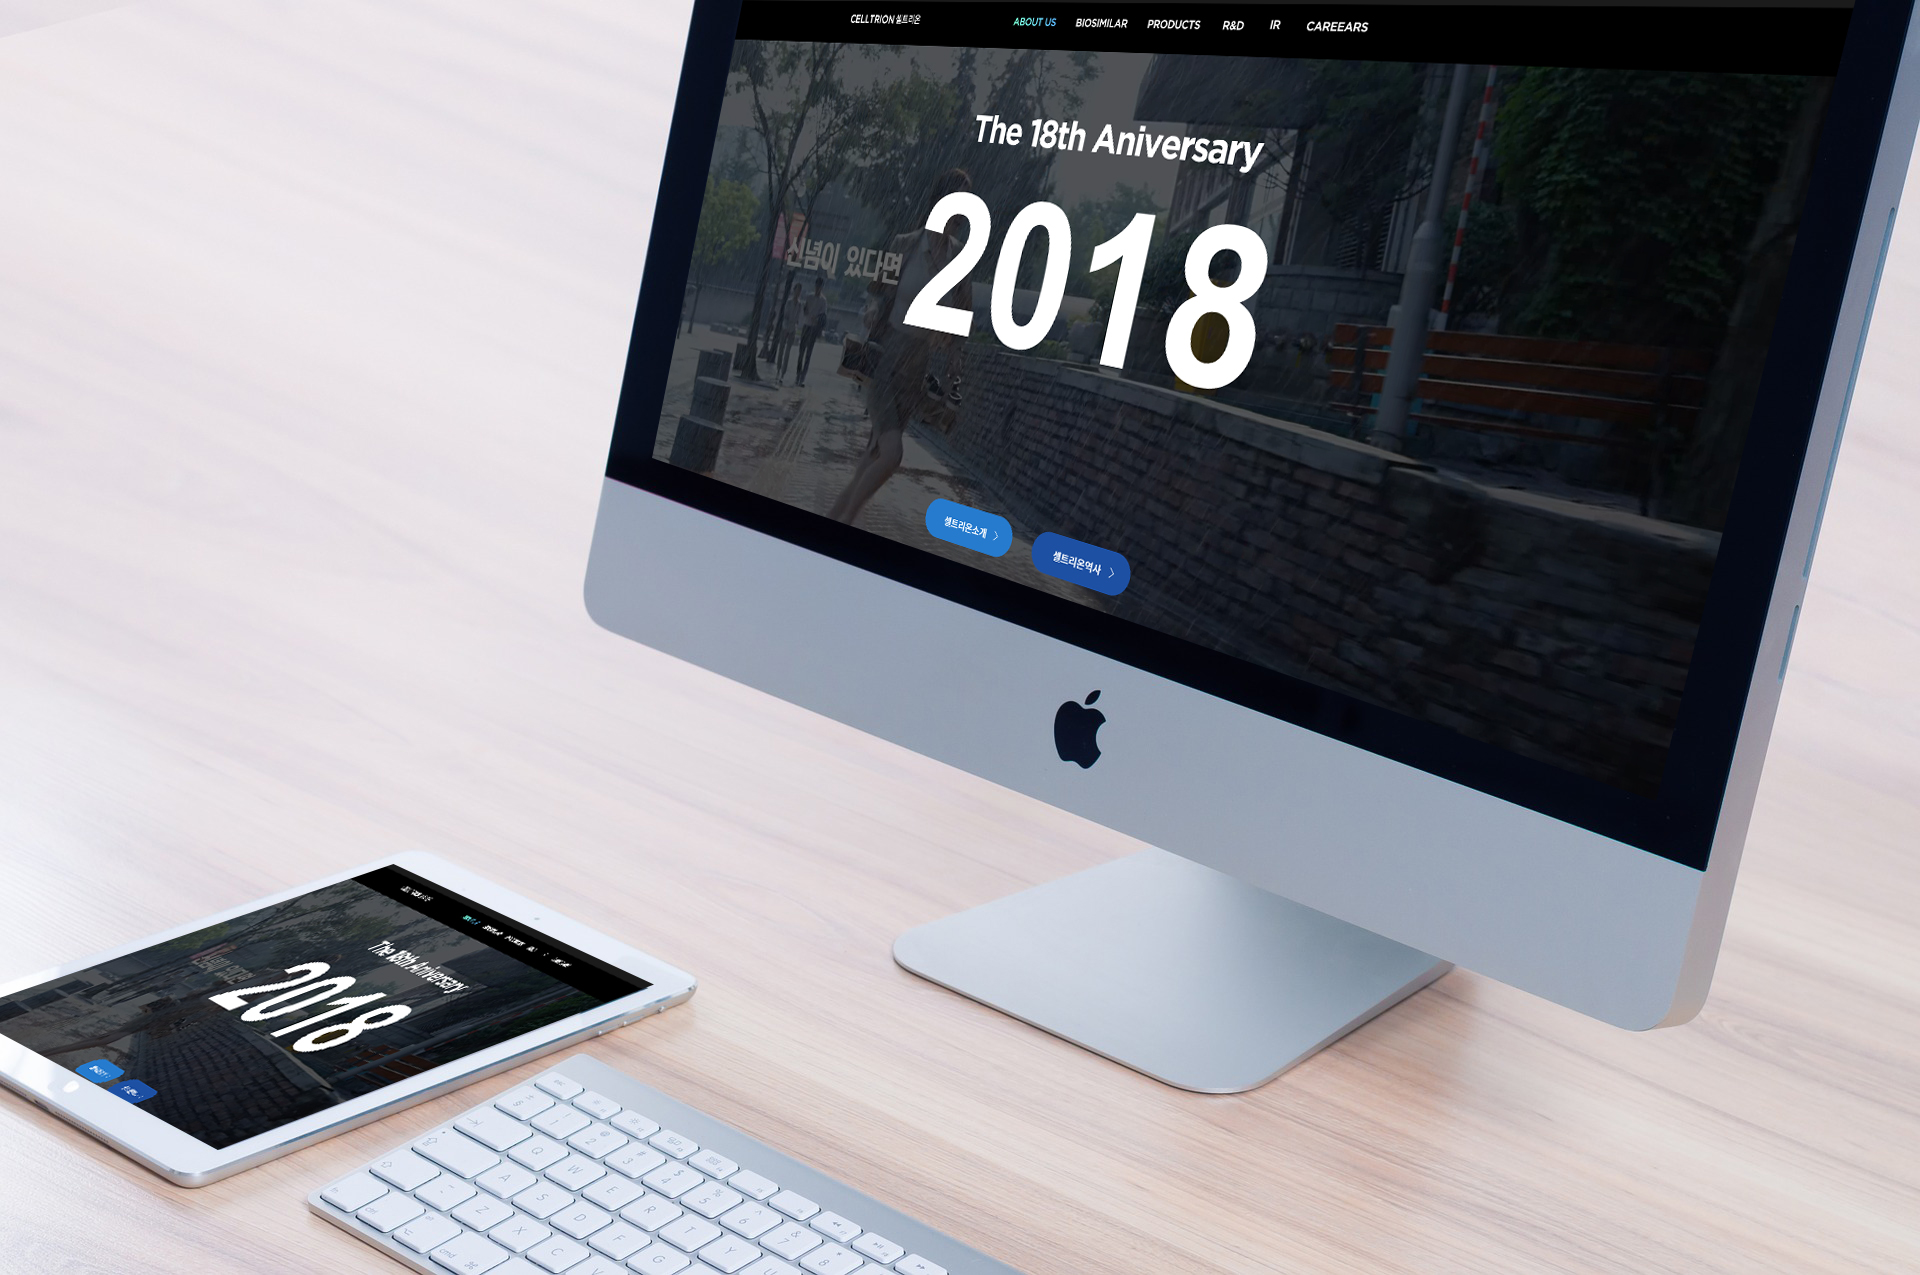 CELLTRION 셀트리온 ABOUT US BIOSIMILAR PRODUCTS R&D IR CAREEARS
The 18th Aniversary
2018
신념이 있다면
셀트리온소개 >
셀트리온역사 >
The 18th Aniversary
2018
Q W E R T Y
A S D F G
Z X C V
cmd